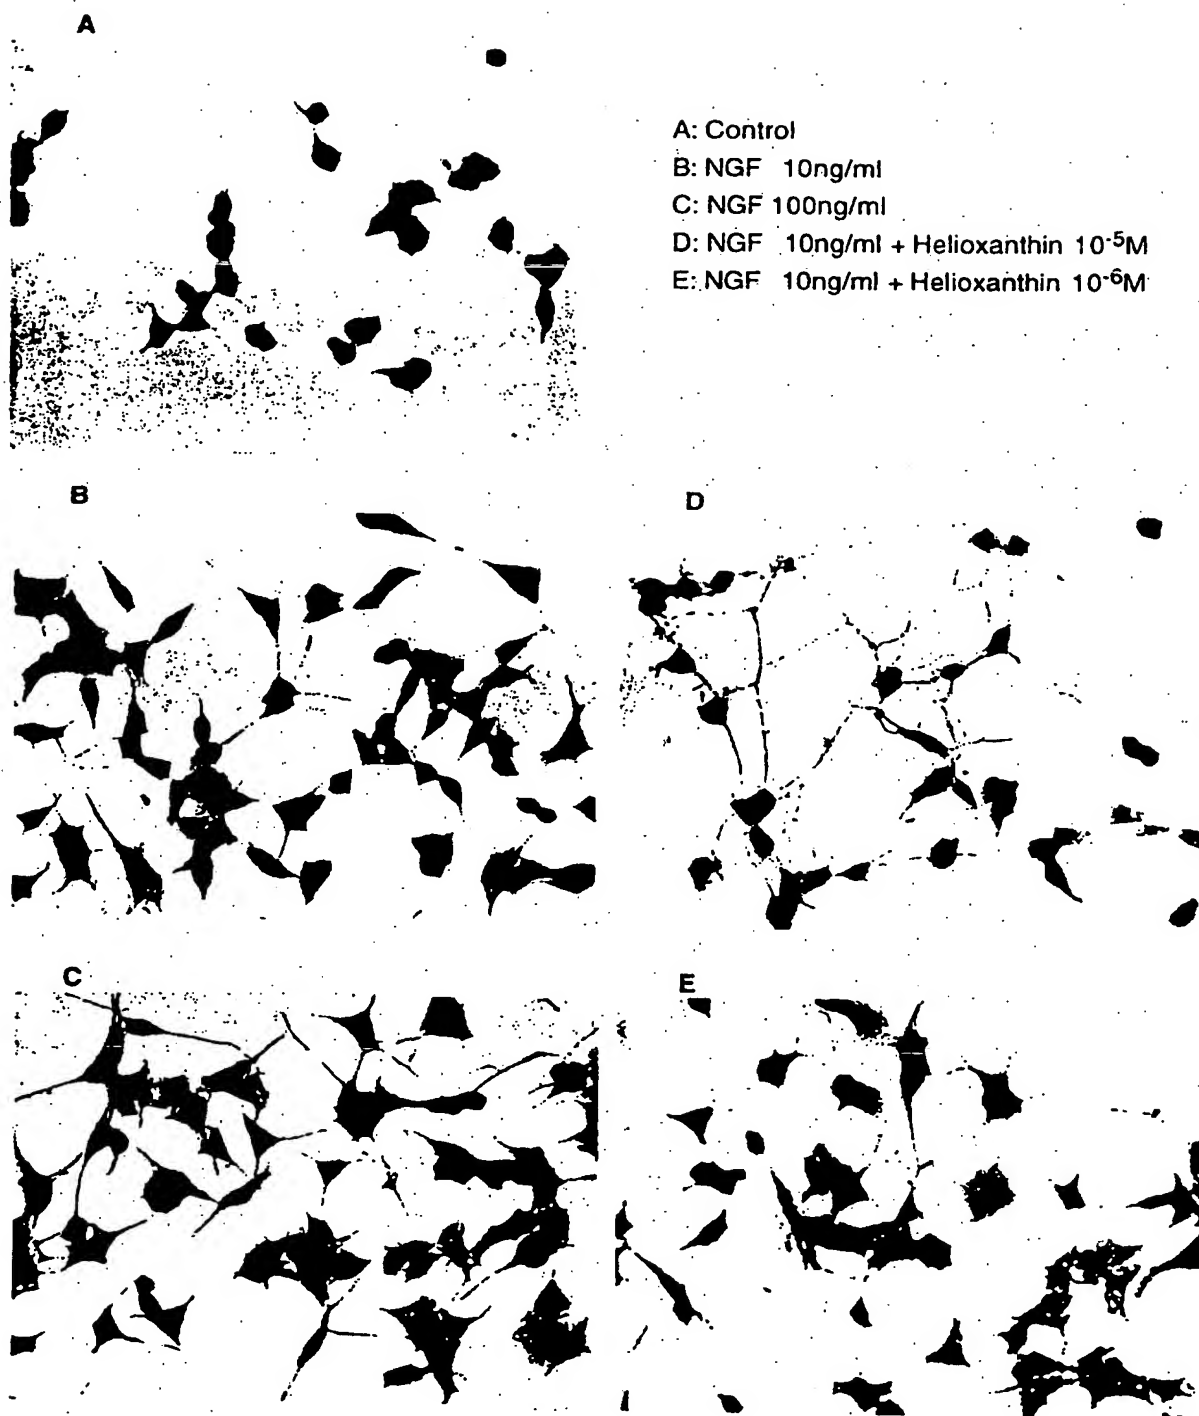 A
A: Control
B: NGF 10ng/ml
C: NGF 100ng/ml
D: NGF 10ng/ml + Helioxanthin 10⁻⁵M
E: NGF 10ng/ml + Helioxanthin 10⁻⁶M
B
D
C
E